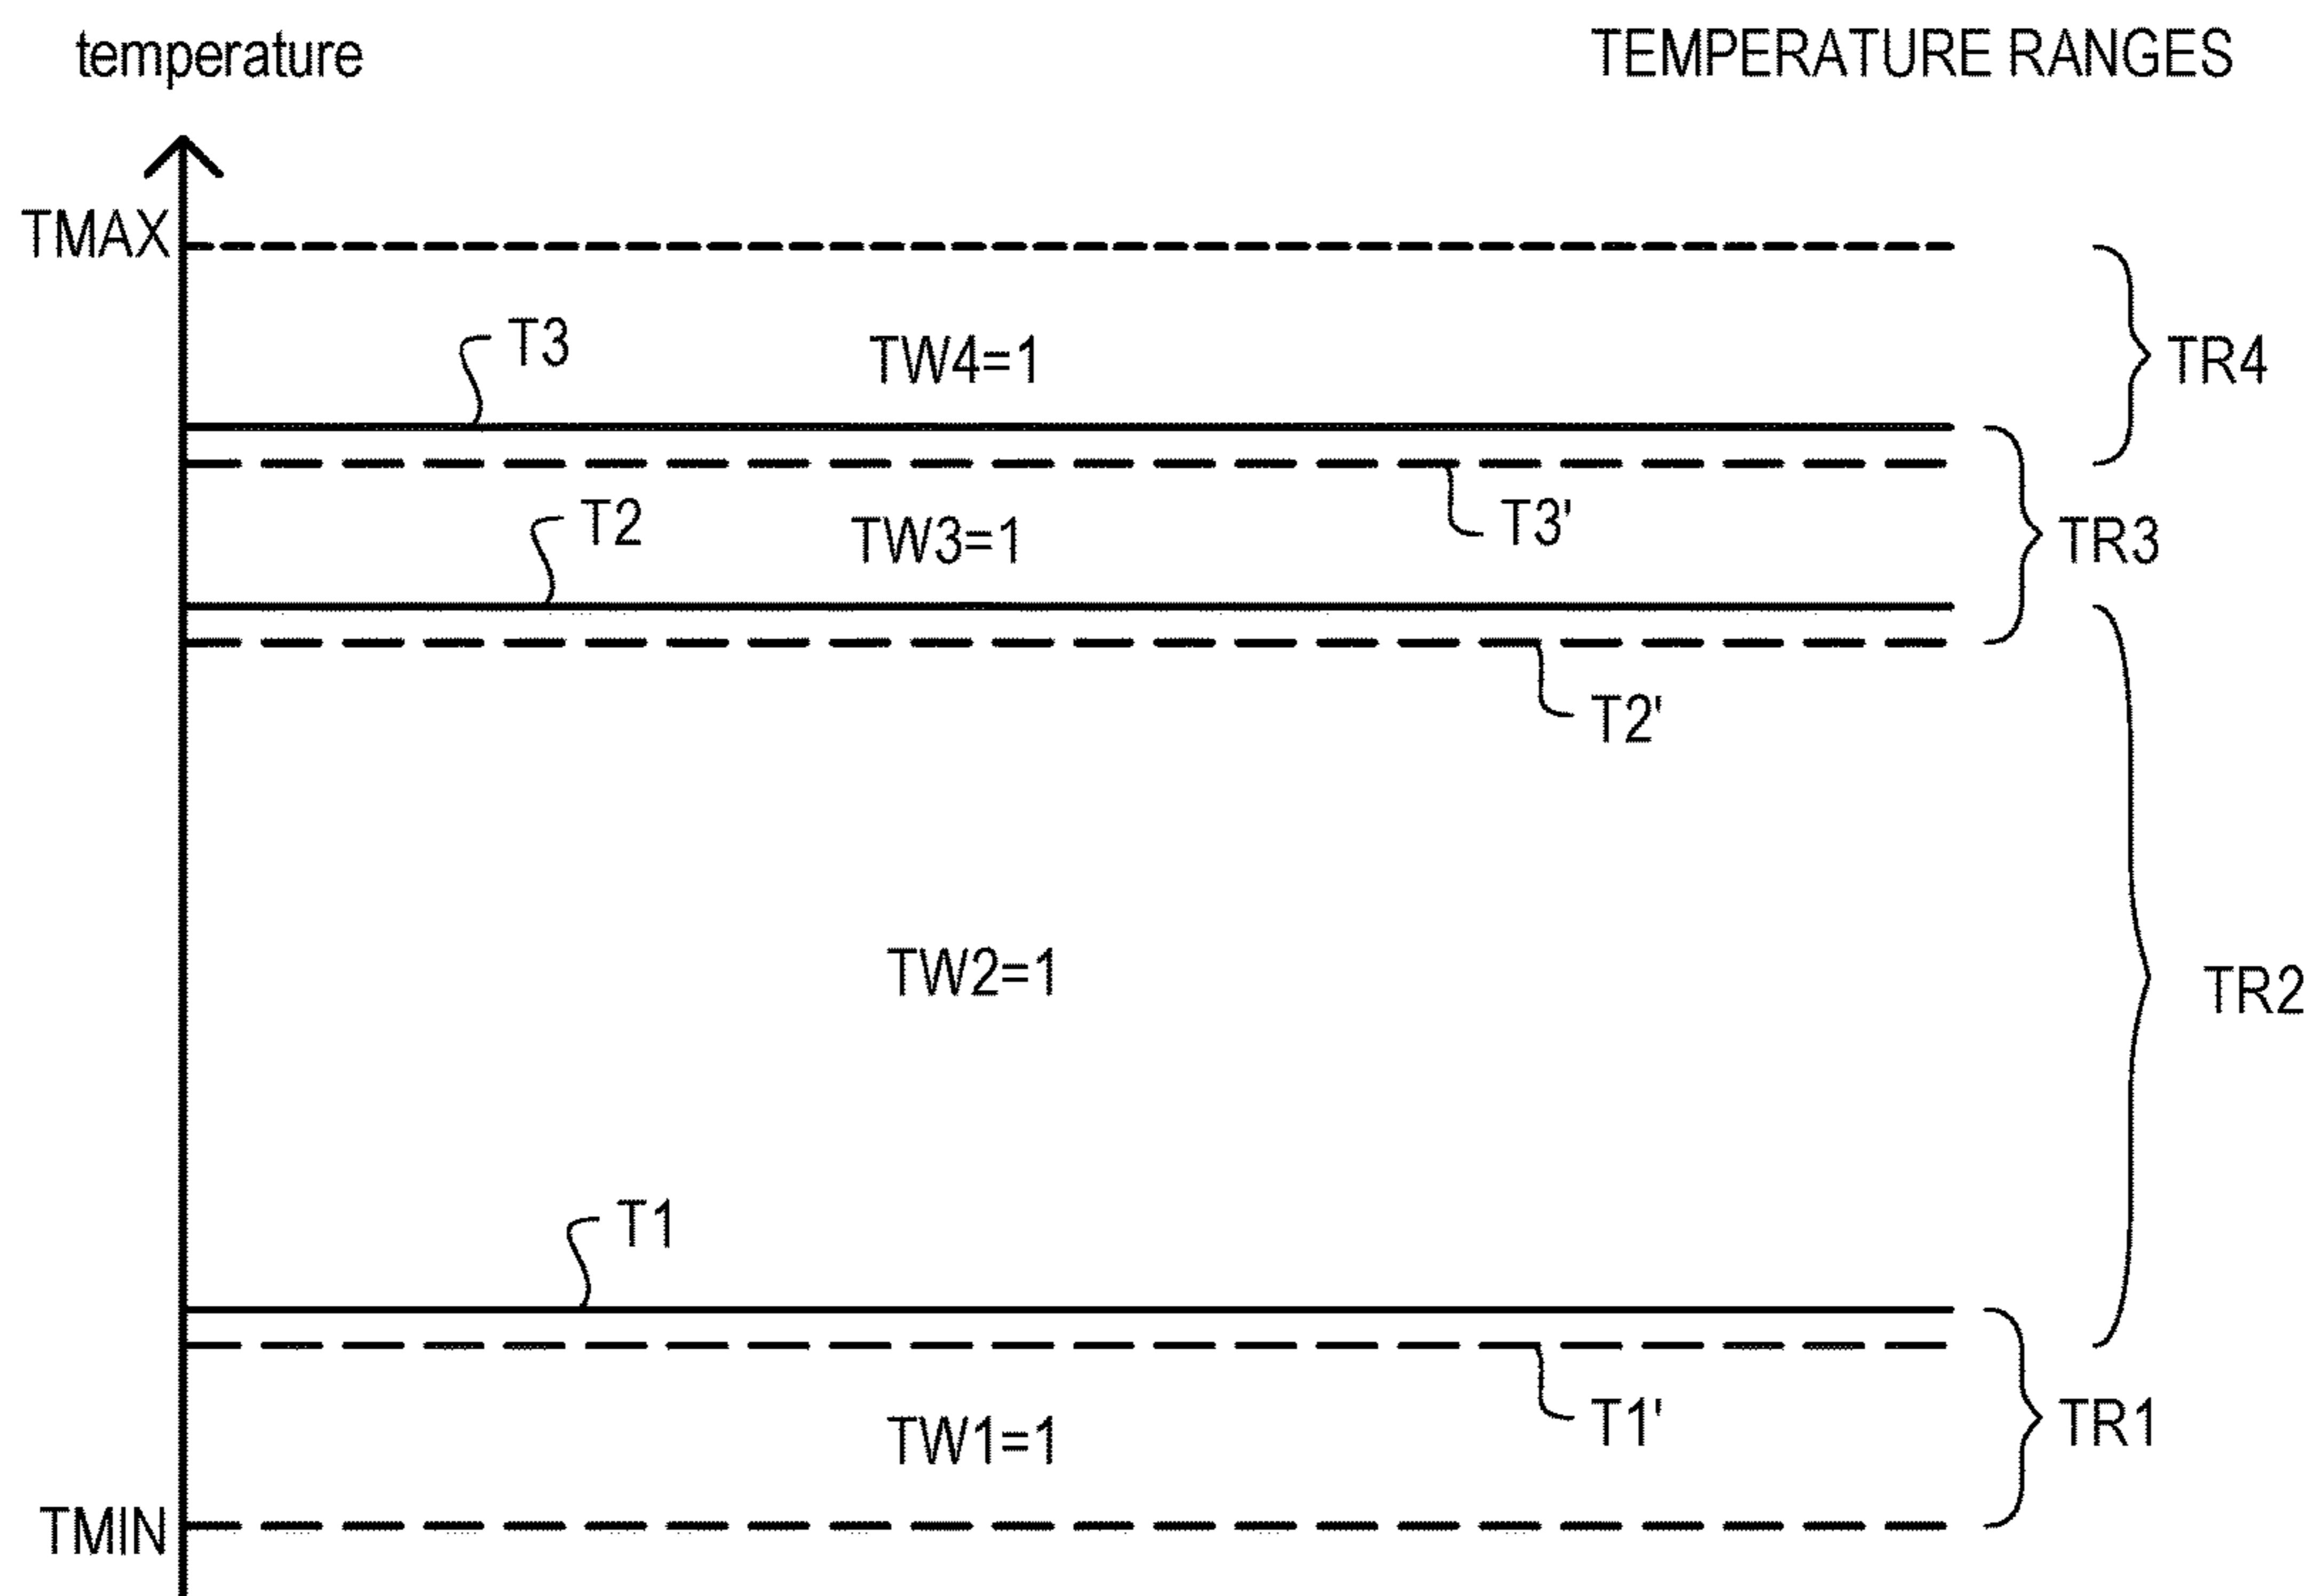 temperature
TEMPERATURE RANGES
TMAX
T3
TW4=1
TR4
T2
TW3=1
T3'
TR3
T2'
TW2=1
TR2
T1
TW1=1
T1'
TR1
TMIN